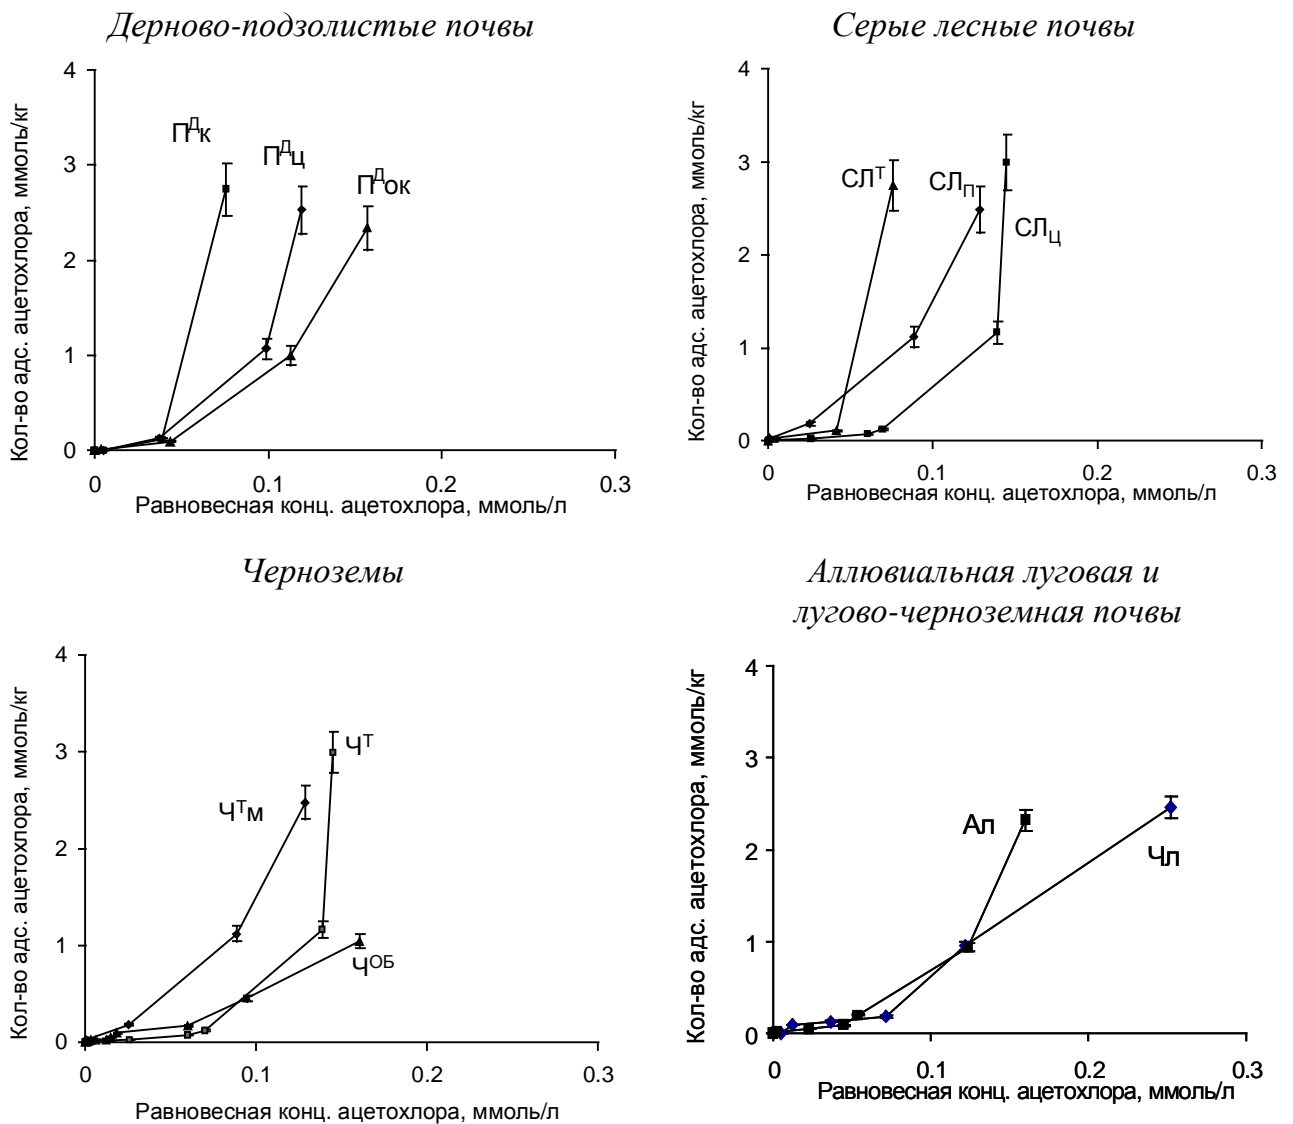 Дерново-подзолистые почвы
Кол-во адс. ацетохлора, ммоль/кг
4
3
2
1
0
0
0.1
0.2
0.3
ПДк
ПДц
ПДок
Равновесная конц. ацетохлора, ммоль/л
Серые лесные почвы
Кол-во адс. ацетохлора, ммоль/кг
4
3
2
1
0
0
0.1
0.2
0.3
СЛТ
СЛП
СЛЦ
Равновесная конц. ацетохлора, ммоль/л
Черноземы
Кол-во адс. ацетохлора, ммоль/кг
4
3
2
1
0
0
0.1
0.2
0.3
ЧТм
ЧТ
ЧОБ
Равновесная конц. ацетохлора, ммоль/л
Аллювиальная луговая и
лугово-черноземная почвы
Кол-во адс. ацетохлора, ммоль/кг
4
3
2
1
0
0
0.1
0.2
0.3
Ал
Чл
Равновесная конц. ацетохлора, ммоль/л